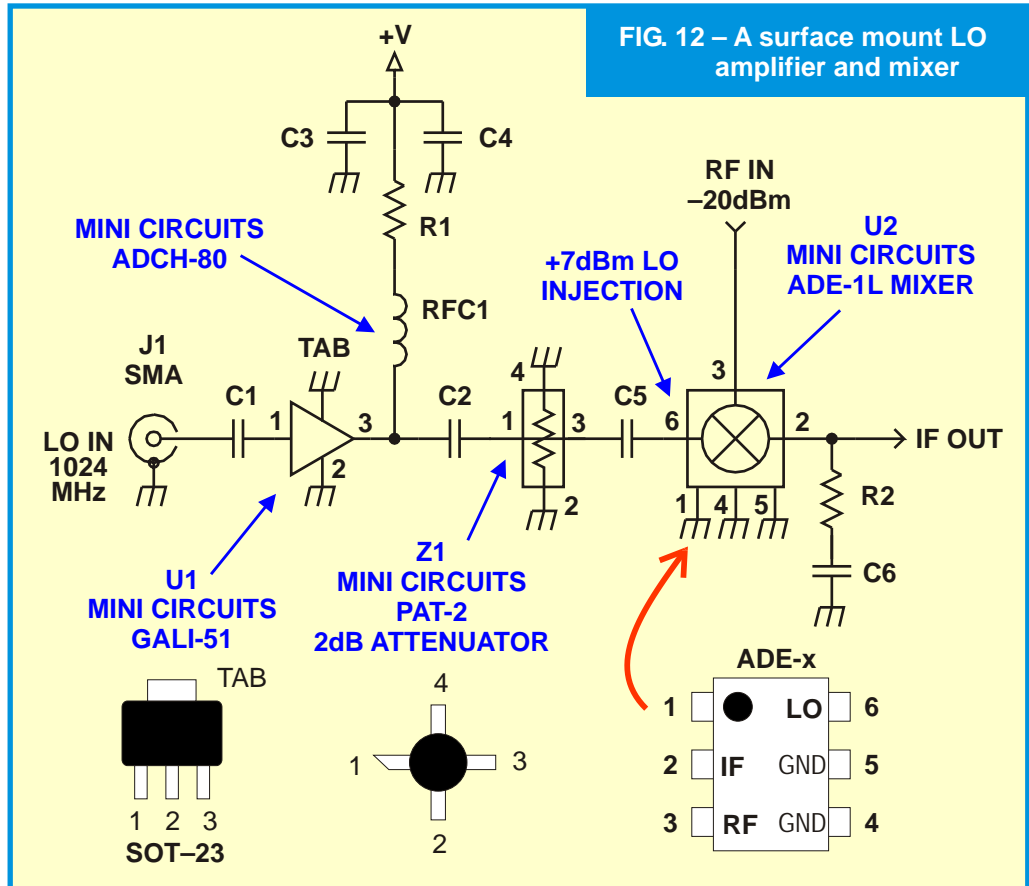 FIG. 12 – A surface mount LO
amplifier and mixer
+V
C3
C4
R1
MINI CIRCUITS
ADCH-80
RFC1
RF IN
–20dBm
U2
MINI CIRCUITS
ADE-1L MIXER
+7dBm LO
INJECTION
J1
SMA
LO IN
1024
MHz
C1
TAB
1
3
2
C2
4
1
3
2
C5
3
6
2
1
4
5
IF OUT
R2
C6
U1
MINI CIRCUITS
GALI-51
Z1
MINI CIRCUITS
PAT-2
2dB ATTENUATOR
TAB
1 2 3
SOT–23
4
1
3
2
ADE-x
1 LO 6
2 IF GND 5
3 RF GND 4